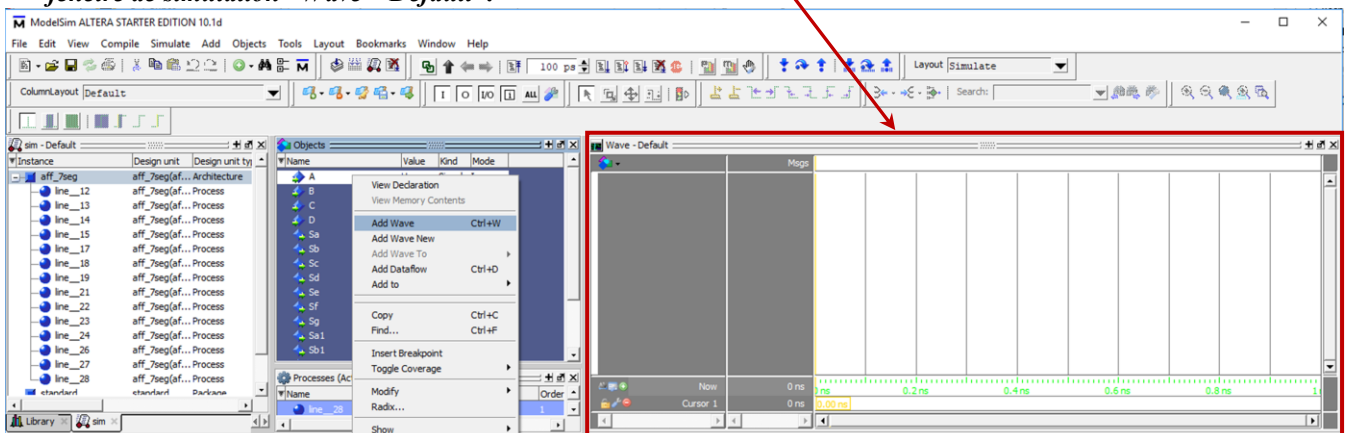 fenêtre de simulation "Wave – Default".
ModelSim ALTERA STARTER EDITION 10.1d
File Edit View Compile Simulate Add Objects Tools Layout Bookmarks Window Help
100 ps
Layout Simulate
ColumnLayout Default
Search:
sim - Default
Instance Design unit Design unit typ
aff_7seg aff_7seg(af... Architecture
line__12 aff_7seg(af... Process
line__13 aff_7seg(af... Process
line__14 aff_7seg(af... Process
line__15 aff_7seg(af... Process
line__17 aff_7seg(af... Process
line__18 aff_7seg(af... Process
line__19 aff_7seg(af... Process
line__21 aff_7seg(af... Process
line__22 aff_7seg(af... Process
line__23 aff_7seg(af... Process
line__24 aff_7seg(af... Process
line__26 aff_7seg(af... Process
line__27 aff_7seg(af... Process
line__28 aff_7seg(af... Process
standard standard Package
Library
sim
Objects
Name Value Kind Mode
A
B
C
D
Sa
Sb
Sc
Sd
Se
Sf
Sg
Sa1
Sb1
View Declaration
View Memory Contents
Add Wave Ctrl+W
Add Wave New
Add Wave To
Add Dataflow Ctrl+D
Add to
Copy Ctrl+C
Find... Ctrl+F
Insert Breakpoint
Toggle Coverage
Modify
Radix...
Show
Processes (Ac
Name Order
line__28 1
Wave - Default
Msgs
Now 0 ns
Cursor 1 0 ns
0.2 ns 0.4 ns 0.6 ns 0.8 ns
0.00 ns